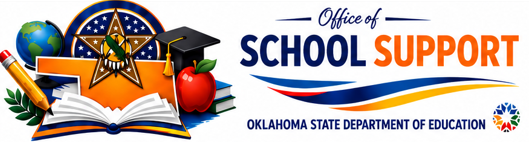 Office of
SCHOOL SUPPORT
OKLAHOMA STATE DEPARTMENT OF EDUCATION